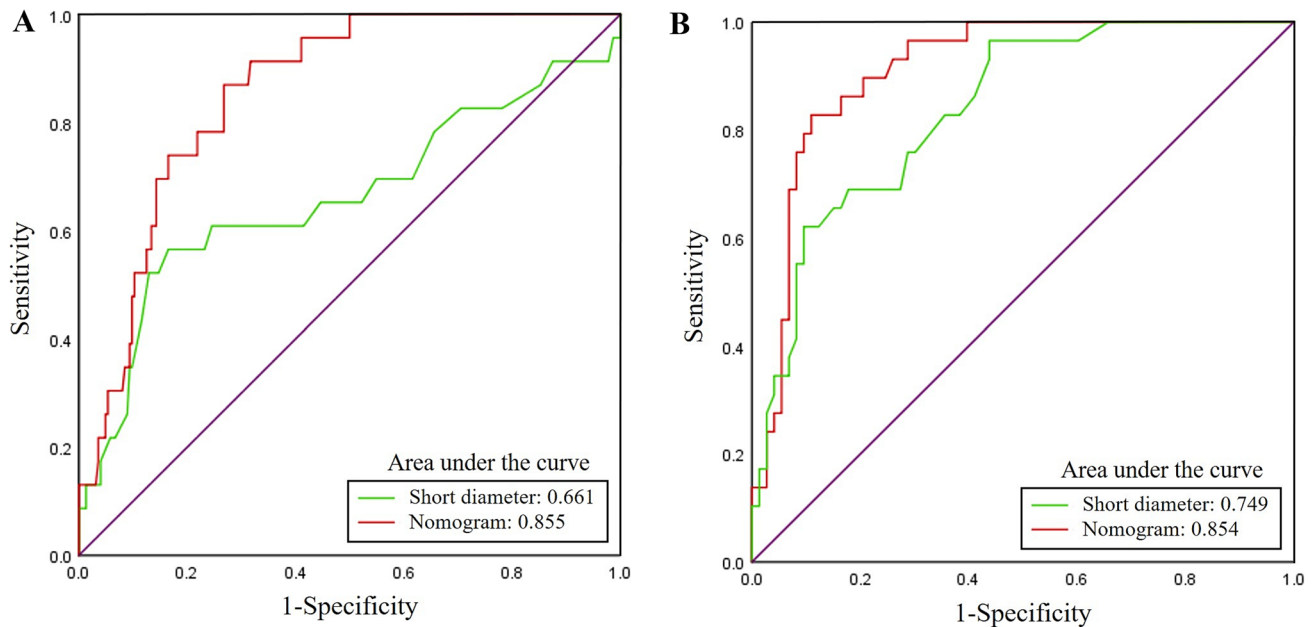 A
1.0
0.8
0.6
0.4
0.2
0.0
Sensitivity
Area under the curve
Short diameter: 0.661
Nomogram: 0.855
0.0 0.2 0.4 0.6 0.8 1.0
1-Specificity
B
1.0
0.8
0.6
0.4
0.2
0.0
Sensitivity
Area under the curve
Short diameter: 0.749
Nomogram: 0.854
0.0 0.2 0.4 0.6 0.8 1.0
1-Specificity